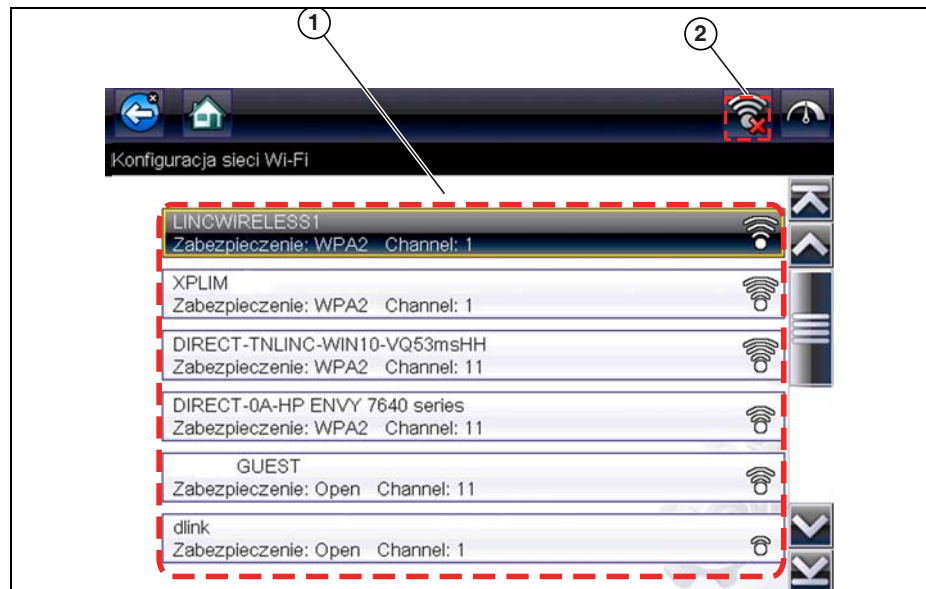 1
2
Konfiguracja sieci Wi-Fi
LINCWIRELESS1
Zabezpieczenie: WPA2 Channel: 1
XPLIM
Zabezpieczenie: WPA2 Channel: 1
DIRECT-TNLINC-WIN10-VQ53msHH
Zabezpieczenie: WPA2 Channel: 11
DIRECT-0A-HP ENVY 7640 series
Zabezpieczenie: WPA2 Channel: 11
GUEST
Zabezpieczenie: Open Channel: 11
dlink
Zabezpieczenie: Open Channel: 1